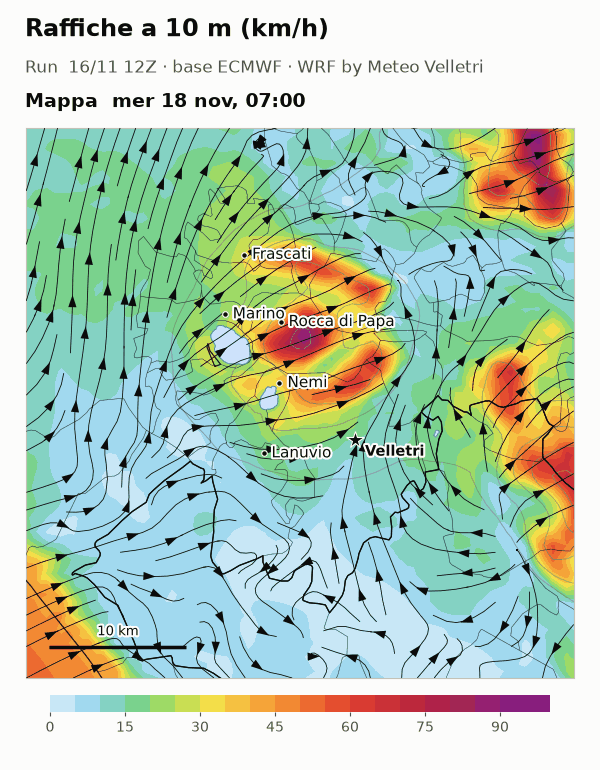 Raffiche a 10 m (km/h)
Run  16/11 12Z · base ECMWF · WRF by Meteo Velletri
Mappa  mer 18 nov, 07:00
Frascati
Marino
Rocca di Papa
Nemi
Velletri
Lanuvio
10 km
0 15 30 45 60 75 90